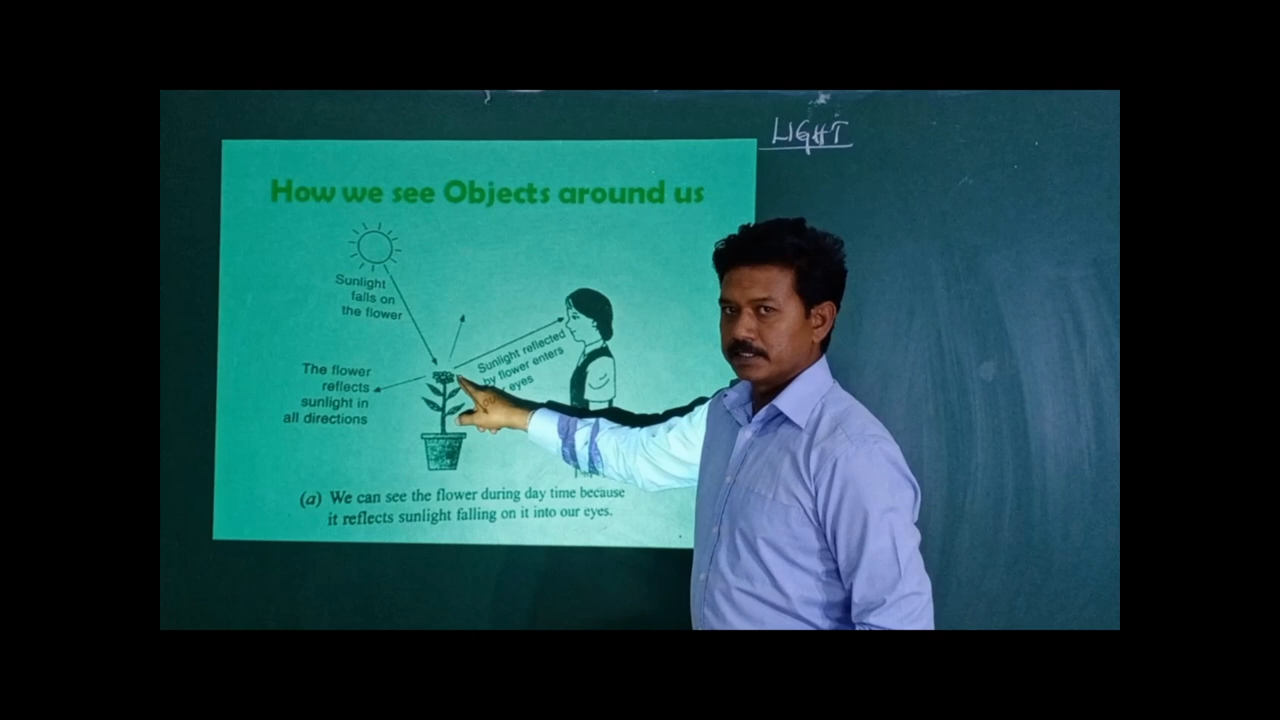 LIGHT
How we see Objects around us
Sunlight
falls on
the flower
Sunlight reflected
by flower enters
our eyes
The flower
reflects
sunlight in
all directions
(a) We can see the flower during day time because
it reflects sunlight falling on it into our eyes.